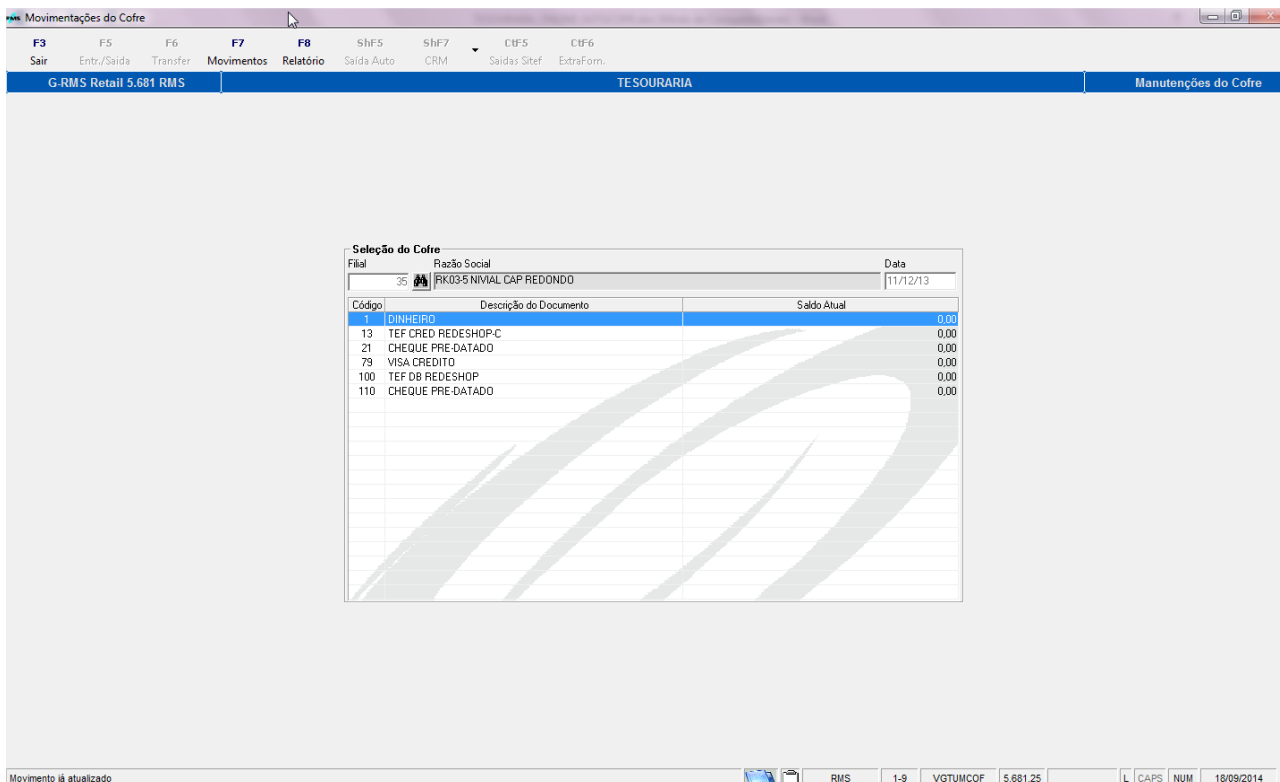 RMS Movimentações do Cofre
F3 F5 F6 F7 F8 ShF5 ShF7 CtF5 CtF6
Sair Entr./Saida Transfer Movimentos Relatório Saída Auto CRM Saidas Sitef ExtraForn.
G-RMS Retail 5.681 RMS TESOURARIA Manutenções do Cofre
Seleção do Cofre
Filial Razão Social Data
35 RK03-5 NIVIAL CAP REDONDO 11/12/13
Código Descrição do Documento Saldo Atual
1 DINHEIRO 0,00
13 TEF CRED REDESHOP-C 0,00
21 CHEQUE PRE-DATADO 0,00
79 VISA CREDITO 0,00
100 TEF DB REDESHOP 0,00
110 CHEQUE PRE-DATADO 0,00
Movimento já atualizado RMS 1-9 VGTUMCOF 5.681.25 L CAPS NUM 18/09/2014